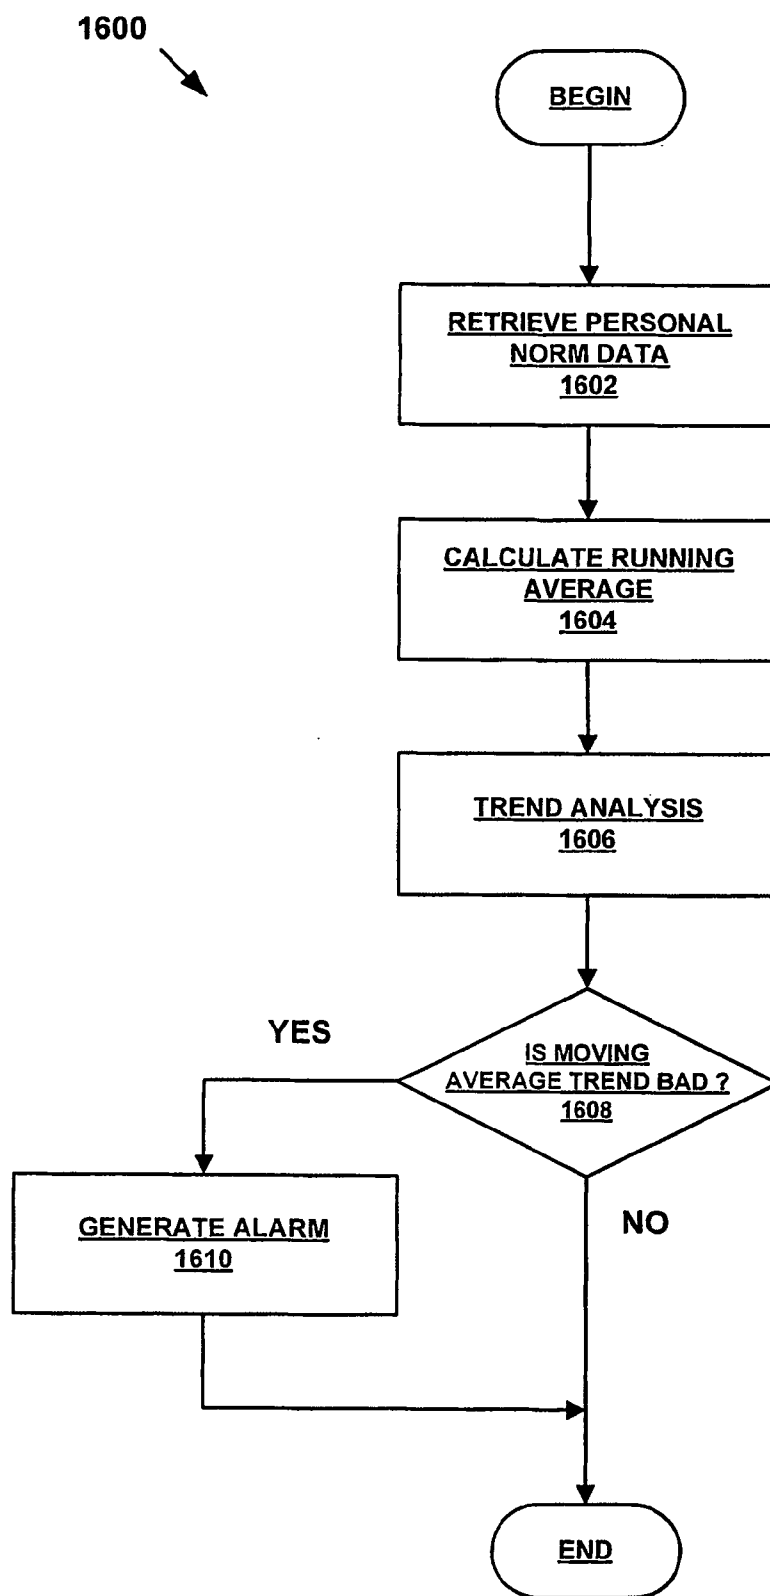 1600
BEGIN
RETRIEVE PERSONAL
NORM DATA
1602
CALCULATE RUNNING
AVERAGE
1604
TREND ANALYSIS
1606
IS MOVING
AVERAGE TREND BAD ?
1608
YES
GENERATE ALARM
1610
NO
END